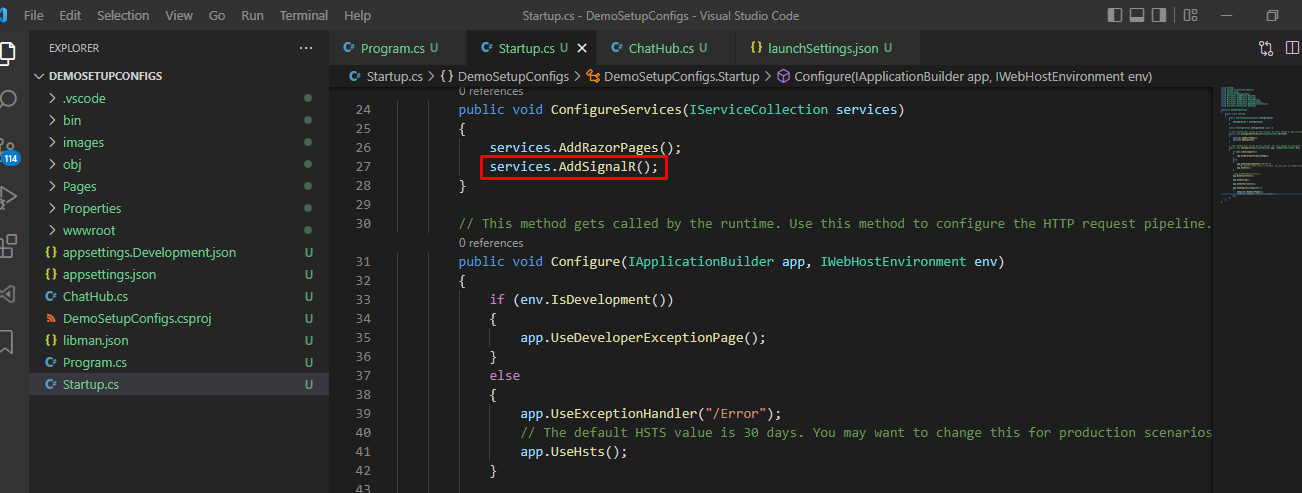 File Edit Selection View Go Run Terminal Help Startup.cs - DemoSetupConfigs - Visual Studio Code
EXPLORER ...
DEMOSETUPCONFIGS
.vscode
bin
images
obj
Pages
Properties
wwwroot
appsettings.Development.json U
appsettings.json U
ChatHub.cs U
DemoSetupConfigs.csproj U
libman.json U
Program.cs U
Startup.cs U
114
Program.cs U Startup.cs U ChatHub.cs U {} launchSettings.json U
Startup.cs > {} DemoSetupConfigs > DemoSetupConfigs.Startup > Configure(IApplicationBuilder app, IWebHostEnvironment env)
0 references
24 public void ConfigureServices(IServiceCollection services)
25 {
26 services.AddRazorPages();
27 services.AddSignalR();
28 }
29
30 // This method gets called by the runtime. Use this method to configure the HTTP request pipeline.
0 references
31 public void Configure(IApplicationBuilder app, IWebHostEnvironment env)
32 {
33 if (env.IsDevelopment())
34 {
35 app.UseDeveloperExceptionPage();
36 }
37 else
38 {
39 app.UseExceptionHandler("/Error");
40 // The default HSTS value is 30 days. You may want to change this for production scenarios
41 app.UseHsts();
42 }
43